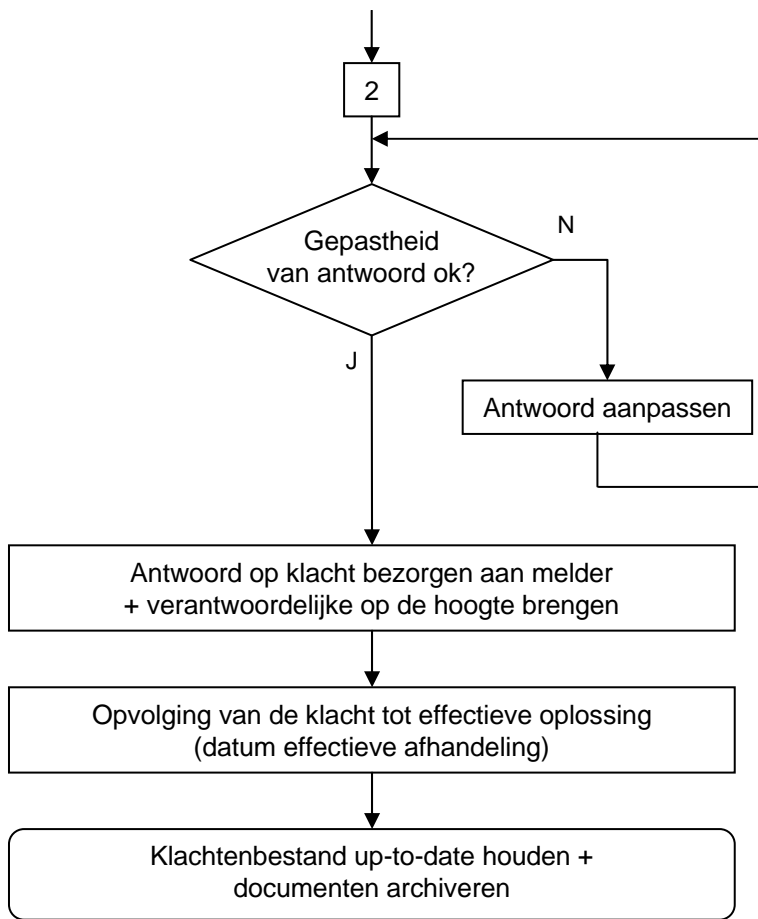 2
Gepastheid
van antwoord ok?
N
J
Antwoord aanpassen
Antwoord op klacht bezorgen aan melder
+ verantwoordelijke op de hoogte brengen
Opvolging van de klacht tot effectieve oplossing
(datum effectieve afhandeling)
Klachtenbestand up-to-date houden +
documenten archiveren